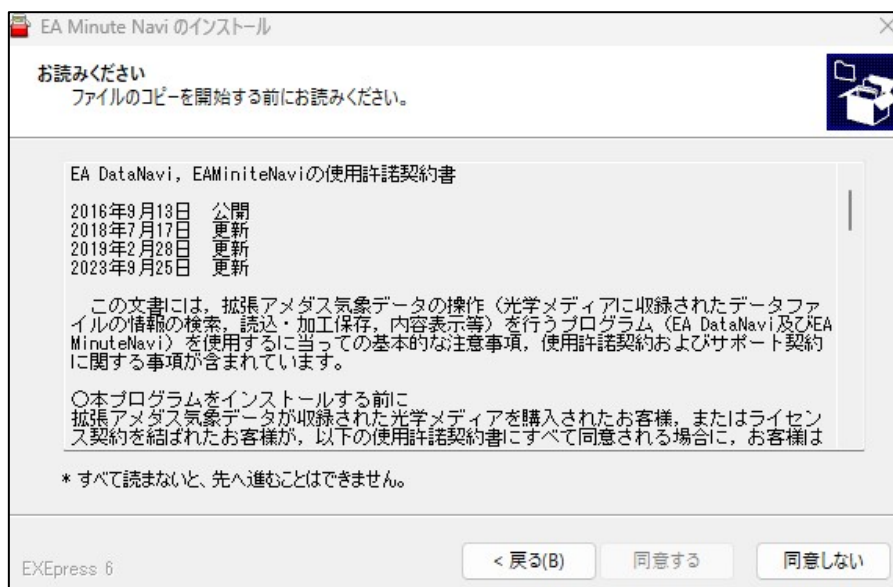 EA Minute Navi のインストール
お読みください
ファイルのコピーを開始する前にお読みください。
EA DataNavi, EAMiniteNaviの使用許諾契約書
2016年9月13日　公開
2018年7月17日　更新
2019年2月28日　更新
2023年9月25日　更新
　この文書には，拡張アメダス気象データの操作（光学メディアに収録されたデータファ
イルの情報の検索，読込・加工保存，内容表示等）を行うプログラム（EA DataNavi及びEA
MinuteNavi）を使用するに当っての基本的な注意事項，使用許諾契約およびサポート契約
に関する事項が含まれています。
○本プログラムをインストールする前に
拡張アメダス気象データが収録された光学メディアを購入されたお客様，またはライセン
ス契約を結ばれたお客様が，以下の使用許諾契約書にすべて同意される場合に，お客様は
* すべて読まないと、先へ進むことはできません。
EXEpress 6
< 戻る(B)
同意する
同意しない